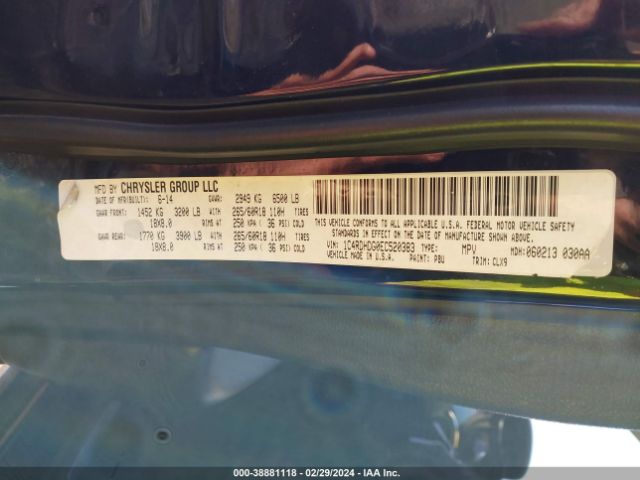 MFD BY CHRYSLER GROUP LLC
DATE OF MFR(BUILT): 6-14 GVWR: 2949 KG 6500 LB
GAWR FRONT: 1452 KG 3200 LB WITH 265/60R18 110H TIRES
18X8.0 RIMS AT 250 KPA ( 36 PSI) COLD
GAWR REAR: 1770 KG 3900 LB WITH 265/60R18 110H TIRES
18X8.0 RIMS AT 250 KPA ( 36 PSI) COLD
THIS VEHICLE CONFORMS TO ALL APPLICABLE U.S.A. FEDERAL MOTOR VEHICLE SAFETY
STANDARDS IN EFFECT ON THE DATE OF MANUFACTURE SHOWN ABOVE.
VIN: 1C4RDHDG0EC520383 TYPE: MPV MDH: 060213 030AA
VEHICLE MADE IN U.S.A. PAINT: PBU TRIM: CLX9
000-38881118 - 02/29/2024 - IAA Inc.